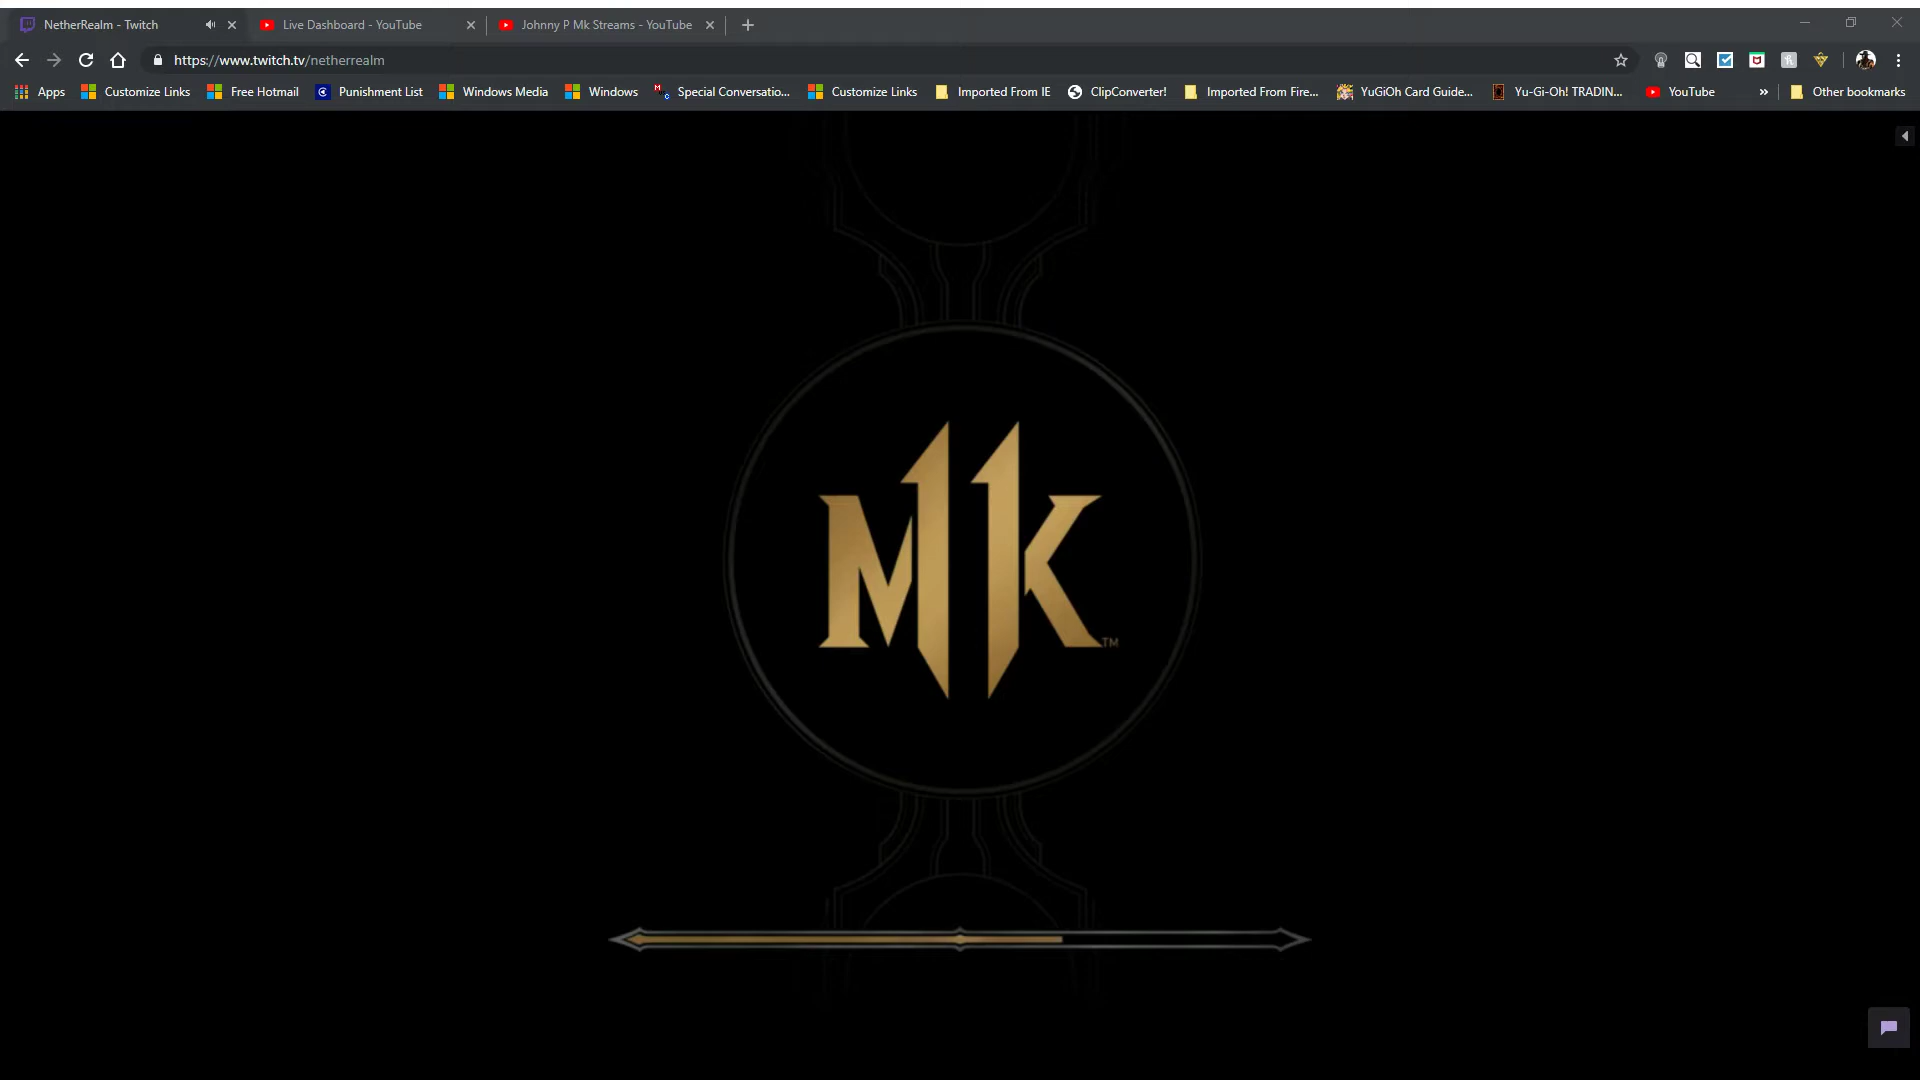 NetherRealm - Twitch
Live Dashboard - YouTube
Johnny P Mk Streams - YouTube
https://www.twitch.tv/netherrealm
Apps
Customize Links
Free Hotmail
Punishment List
Windows Media
Windows
Special Conversatio...
Customize Links
Imported From IE
ClipConverter!
Imported From Fire...
YuGiOh Card Guide...
Yu-Gi-Oh! TRADIN...
YouTube
»
Other bookmarks
M11K™